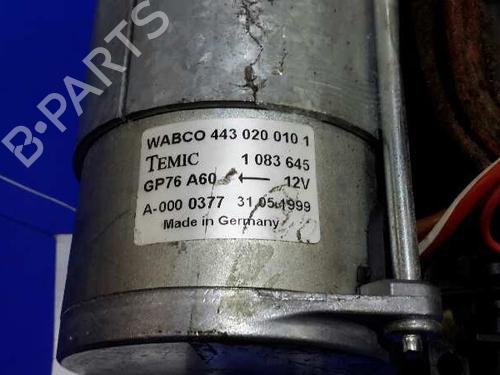 B-PARTS
WABCO 443 020 010 1
TEMIC 1 083 645
GP76 A60 ← 12V
A-000 0377 31.05.1999
Made in Germany